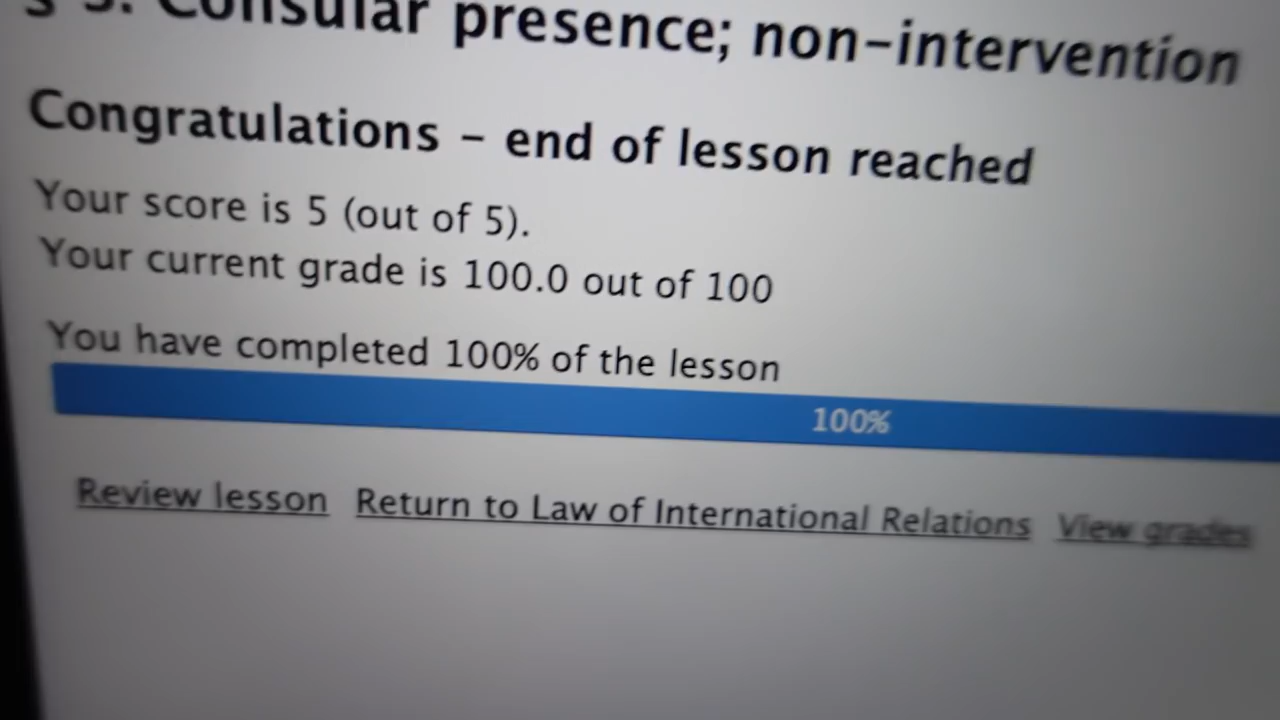 § 3. Consular presence; non-intervention
Congratulations - end of lesson reached
Your score is 5 (out of 5).
Your current grade is 100.0 out of 100
You have completed 100% of the lesson
100%
Review lesson Return to Law of International Relations View grades